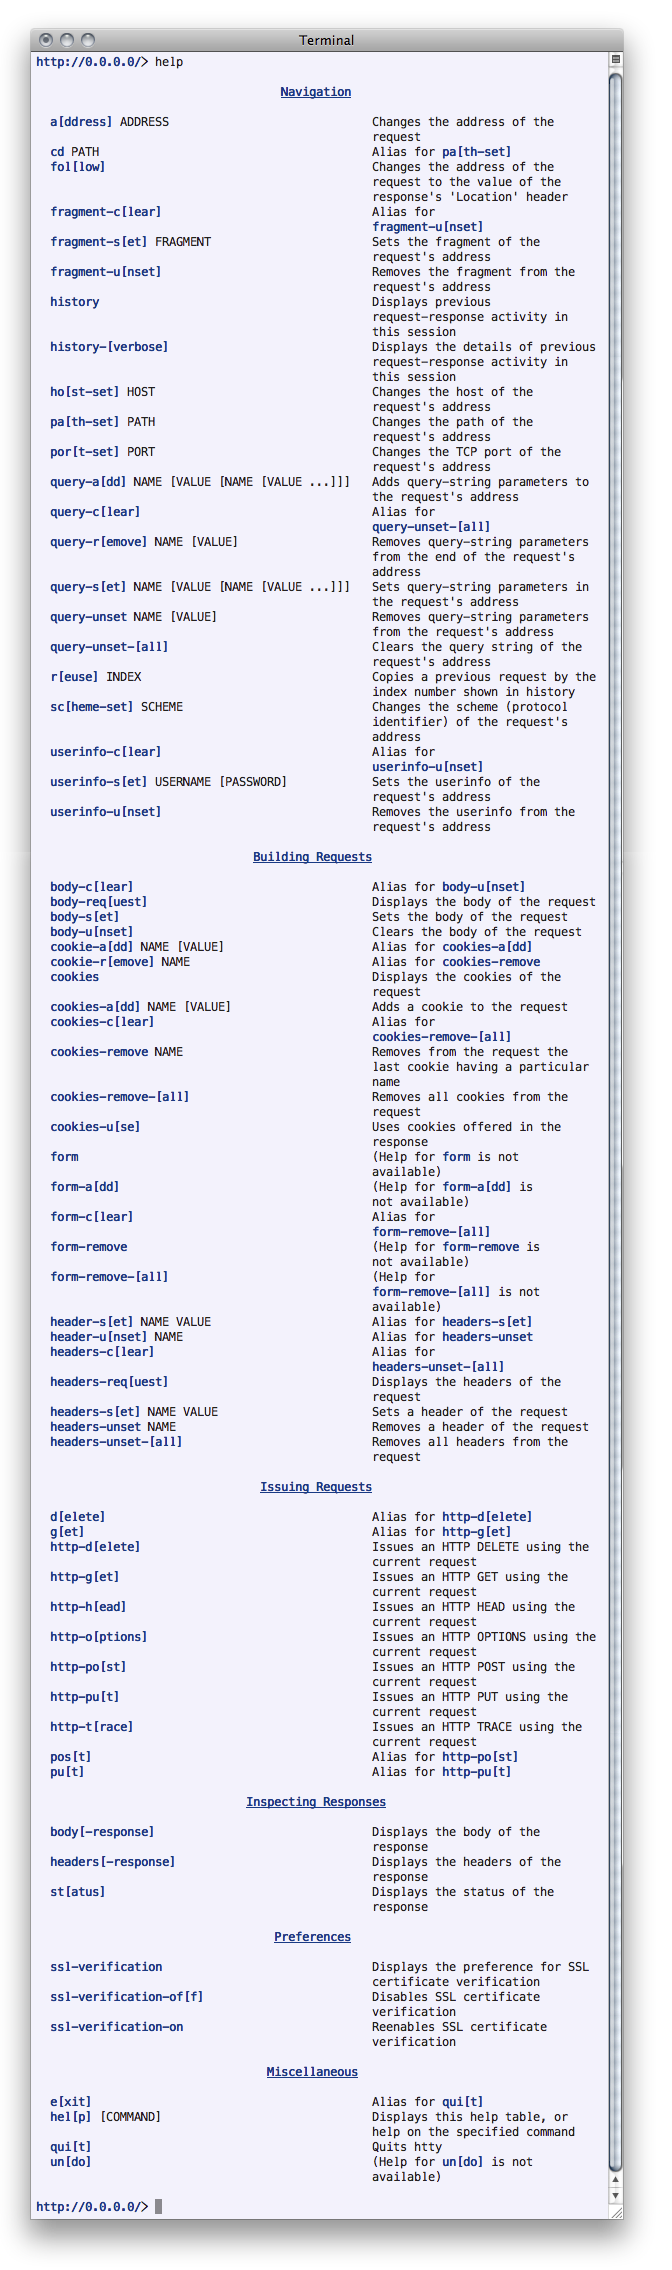 Terminal
http://0.0.0.0/> help
Navigation
a[ddress] ADDRESS Changes the address of the
request
cd PATH Alias for pa[th-set]
fol[low] Changes the address of the
request to the value of the
response's 'Location' header
fragment-c[lear] Alias for
fragment-u[nset]
fragment-s[et] FRAGMENT Sets the fragment of the
request's address
fragment-u[nset] Removes the fragment from the
request's address
history Displays previous
request-response activity in
this session
history-[verbose] Displays the details of previous
request-response activity in
this session
ho[st-set] HOST Changes the host of the
request's address
pa[th-set] PATH Changes the path of the
request's address
por[t-set] PORT Changes the TCP port of the
request's address
query-a[dd] NAME [VALUE [NAME [VALUE ...]]] Adds query-string parameters to
the request's address
query-c[lear] Alias for
query-unset-[all]
query-r[emove] NAME [VALUE] Removes query-string parameters
from the end of the request's
address
query-s[et] NAME [VALUE [NAME [VALUE ...]]] Sets query-string parameters in
the request's address
query-unset NAME [VALUE] Removes query-string parameters
from the request's address
query-unset-[all] Clears the query string of the
request's address
r[euse] INDEX Copies a previous request by the
index number shown in history
sc[heme-set] SCHEME Changes the scheme (protocol
identifier) of the request's
address
userinfo-c[lear] Alias for
userinfo-u[nset]
userinfo-s[et] USERNAME [PASSWORD] Sets the userinfo of the
request's address
userinfo-u[nset] Removes the userinfo from the
request's address
Building Requests
body-c[lear] Alias for body-u[nset]
body-req[uest] Displays the body of the request
body-s[et] Sets the body of the request
body-u[nset] Clears the body of the request
cookie-a[dd] NAME [VALUE] Alias for cookies-a[dd]
cookie-r[emove] NAME Alias for cookies-remove
cookies Displays the cookies of the
request
cookies-a[dd] NAME [VALUE] Adds a cookie to the request
cookies-c[lear] Alias for
cookies-remove-[all]
cookies-remove NAME Removes from the request the
last cookie having a particular
name
cookies-remove-[all] Removes all cookies from the
request
cookies-u[se] Uses cookies offered in the
response
form (Help for form is not
available)
form-a[dd] (Help for form-a[dd] is
not available)
form-c[lear] Alias for
form-remove-[all]
form-remove (Help for form-remove is
not available)
form-remove-[all] (Help for
form-remove-[all] is not
available)
header-s[et] NAME VALUE Alias for headers-s[et]
header-u[nset] NAME Alias for headers-unset
headers-c[lear] Alias for
headers-unset-[all]
headers-req[uest] Displays the headers of the
request
headers-s[et] NAME VALUE Sets a header of the request
headers-unset NAME Removes a header of the request
headers-unset-[all] Removes all headers from the
request
Issuing Requests
d[elete] Alias for http-d[elete]
g[et] Alias for http-g[et]
http-d[elete] Issues an HTTP DELETE using the
current request
http-g[et] Issues an HTTP GET using the
current request
http-h[ead] Issues an HTTP HEAD using the
current request
http-o[ptions] Issues an HTTP OPTIONS using the
current request
http-po[st] Issues an HTTP POST using the
current request
http-pu[t] Issues an HTTP PUT using the
current request
http-t[race] Issues an HTTP TRACE using the
current request
pos[t] Alias for http-po[st]
pu[t] Alias for http-pu[t]
Inspecting Responses
body[-response] Displays the body of the
response
headers[-response] Displays the headers of the
response
st[atus] Displays the status of the
response
Preferences
ssl-verification Displays the preference for SSL
certificate verification
ssl-verification-of[f] Disables SSL certificate
verification
ssl-verification-on Reenables SSL certificate
verification
Miscellaneous
e[xit] Alias for qui[t]
hel[p] [COMMAND] Displays this help table, or
help on the specified command
qui[t] Quits htty
un[do] (Help for un[do] is not
available)
http://0.0.0.0/>